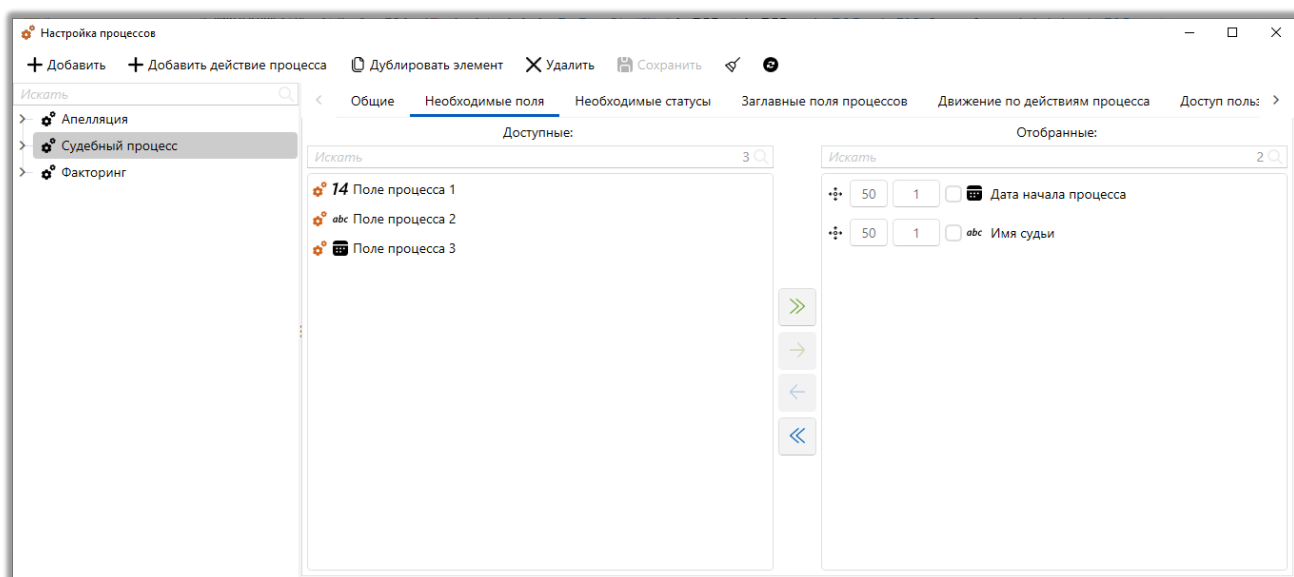 Настройка процессов
Добавить Добавить действие процесса Дублировать элемент Удалить Сохранить
Искать
Апелляция
Судебный процесс
Факторинг
Общие Необходимые поля Необходимые статусы Заглавные поля процессов Движение по действиям процесса Доступ польз
Доступные:
Искать 3
14 Поле процесса 1
abc Поле процесса 2
Поле процесса 3
Отобранные:
Искать 2
50 1 Дата начала процесса
50 1 abc Имя судьи